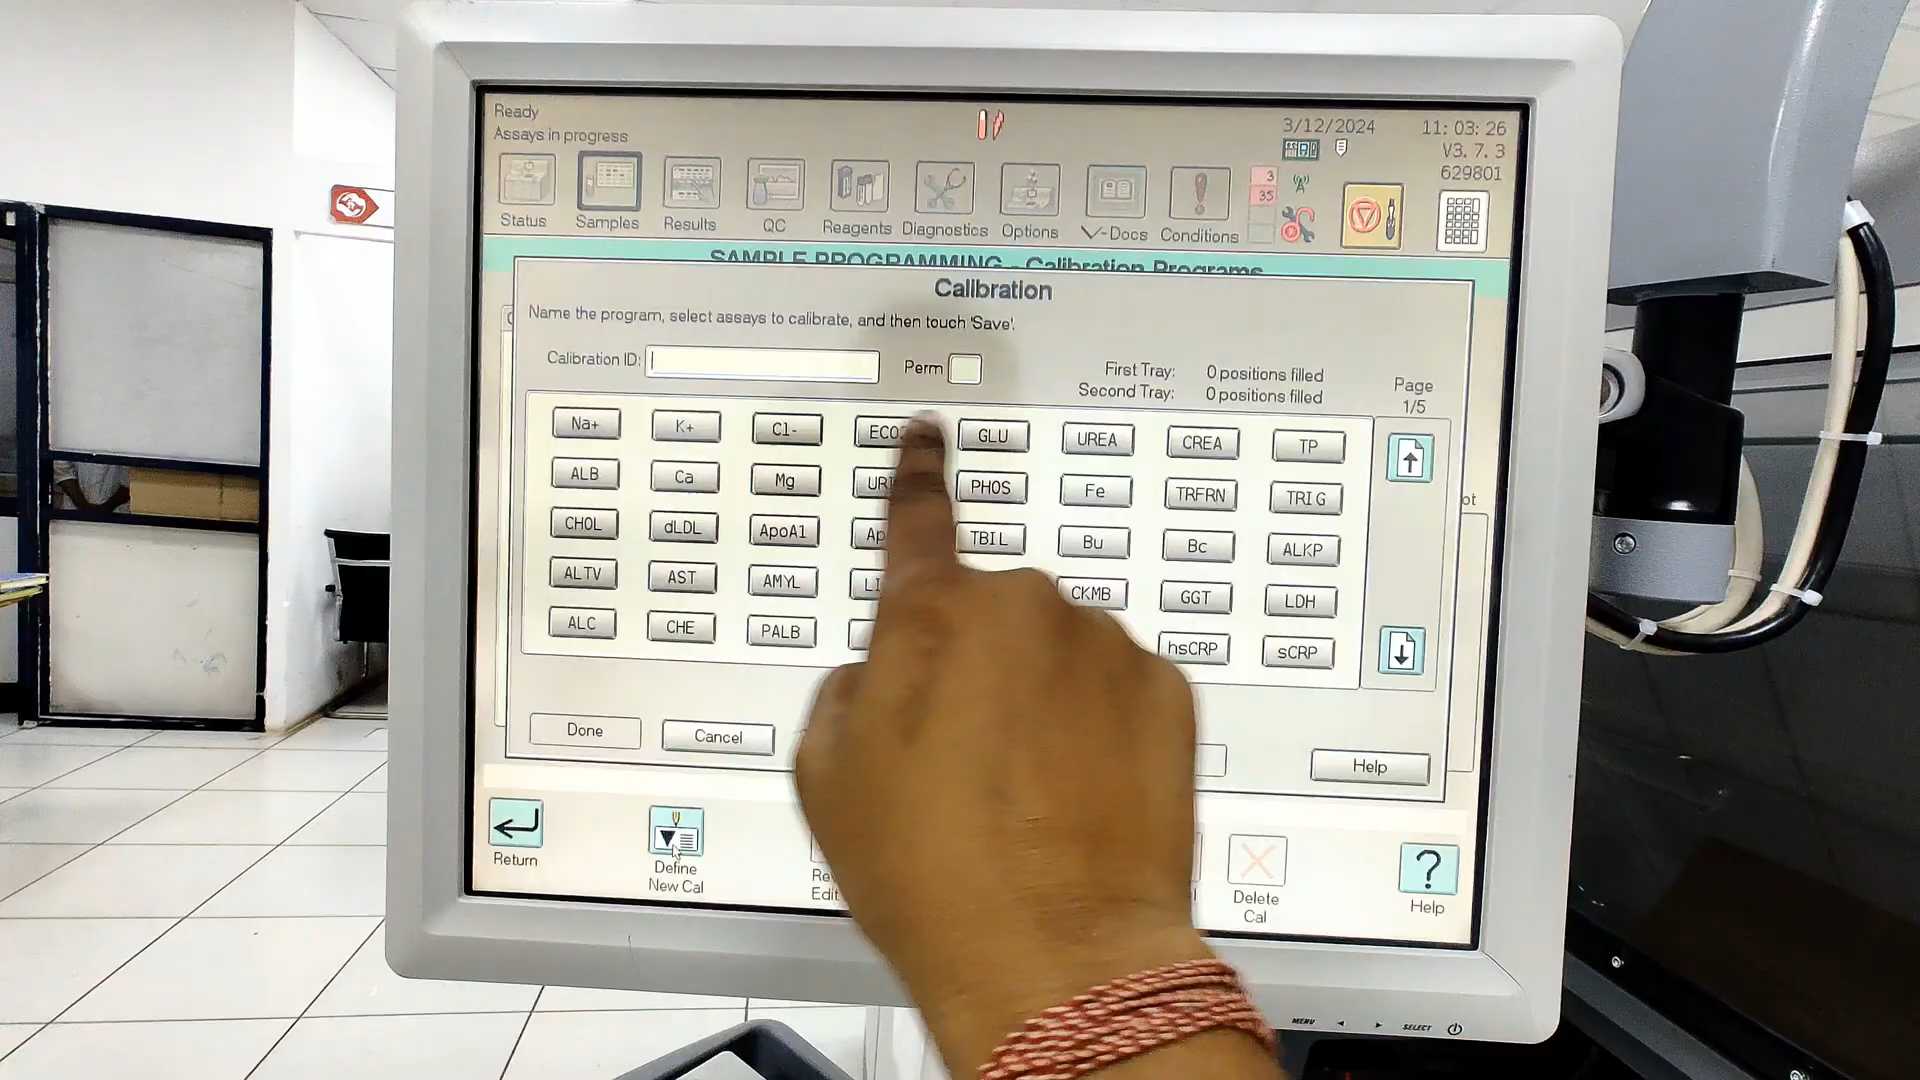 Ready
Assays in progress
3/12/2024
11: 03: 26
V3. 7. 3
629801
3
35
Status
Samples
Results
QC
Reagents
Diagnostics
Options
V-Docs
Conditions
SAMPLE PROGRAMMING - Calibration Programs
Calibration
Name the program, select assays to calibrate, and then touch 'Save'.
Calibration ID:
Perm
First Tray: 0 positions filled
Second Tray: 0 positions filled
Page
1/5
Na+ K+ Cl- GLU UREA CREA TP
ALB Ca Mg PHOS Fe TRFRN TRIG
CHOL dLDL ApoA1 TBIL Bu Bc ALKP
ALTV AST AMYL CKMB GGT LDH
ALC CHE PALB hsCRP sCRP
Done
Cancel
Help
Return
Define
New Cal
Edit
Delete
Cal
Help
MENU
SELECT